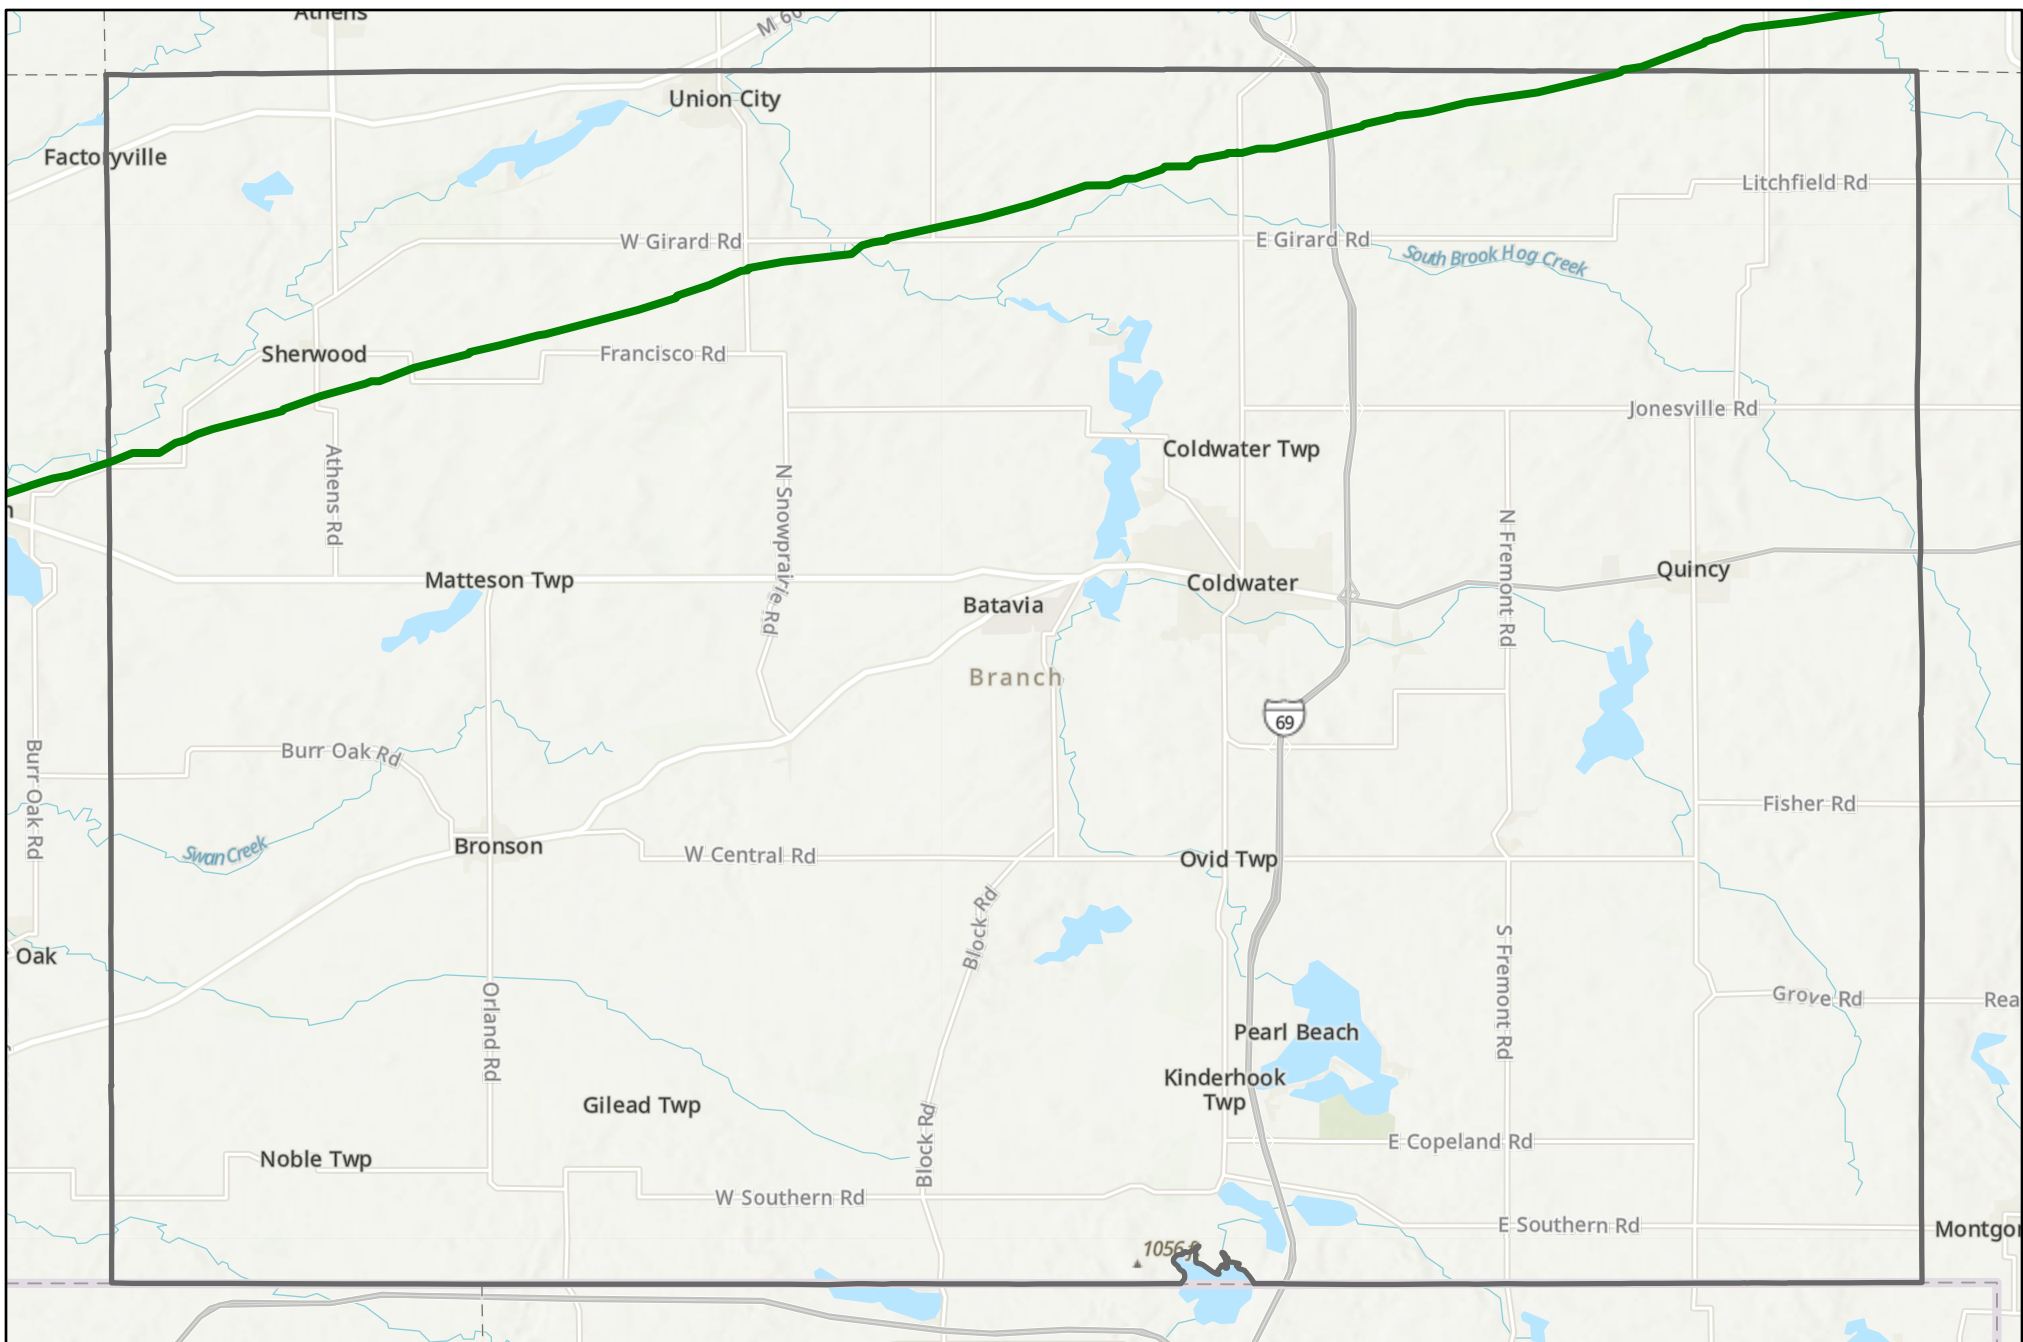 Athens
M 60
Union City
Factoryville
Litchfield Rd
W Girard Rd
E Girard Rd
South Brook Hog Creek
Sherwood
Francisco Rd
Jonesville Rd
Athens Rd
N Snowprairie Rd
Coldwater Twp
N Fremont Rd
Matteson Twp
Batavia
Coldwater
Quincy
Branch
69
Burr Oak Rd
Burr Oak Rd
Fisher Rd
Swan Creek
Bronson
W Central Rd
Ovid Twp
Block Rd
S Fremont Rd
Oak
Orland Rd
Grove Rd
Rea
Pearl Beach
Kinderhook
Twp
Gilead Twp
Block Rd
E Copeland Rd
Noble Twp
W Southern Rd
E Southern Rd
Montgo
1056 f